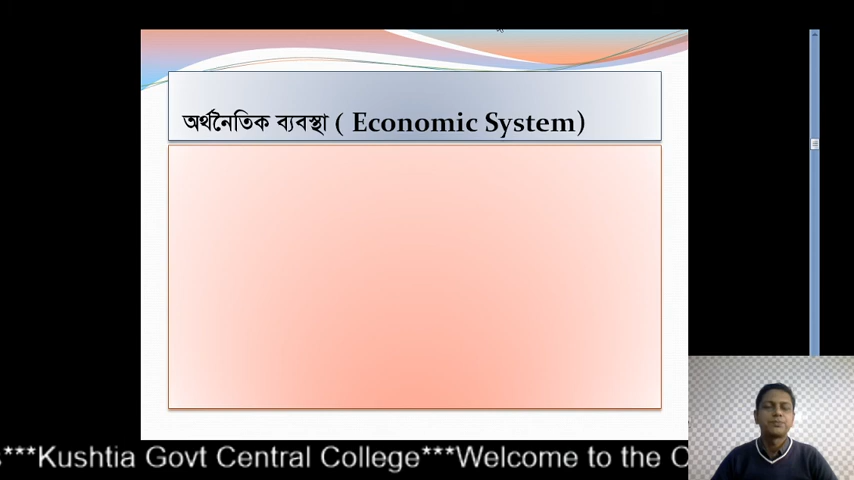 অর্থনৈতিক ব্যবস্থা ( Economic System)
***Kushtia Govt Central College***Welcome to the